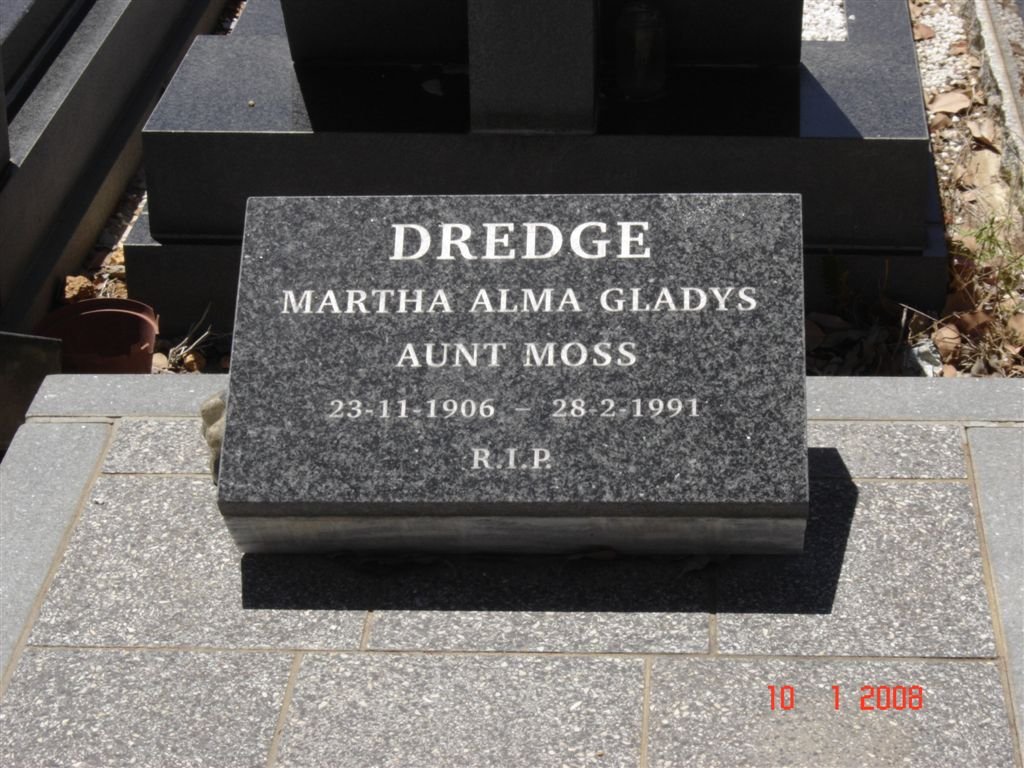 DREDGE
MARTHA ALMA GLADYS
AUNT MOSS
23-11-1906 – 28-2-1991
R.I.P.
10 1 2008